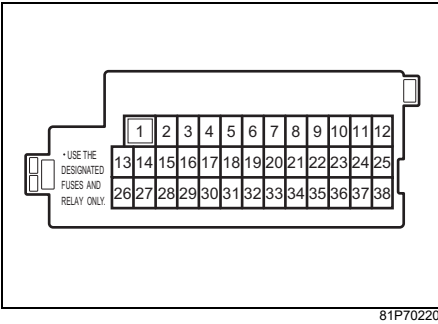 1 2 3 4 5 6 7 8 9 10 11 12
• USE THE
DESIGNATED
FUSES AND
RELAY ONLY.
13 14 15 16 17 18 19 20 21 22 23 24 25
26 27 28 29 30 31 32 33 34 35 36 37 38
81P70220